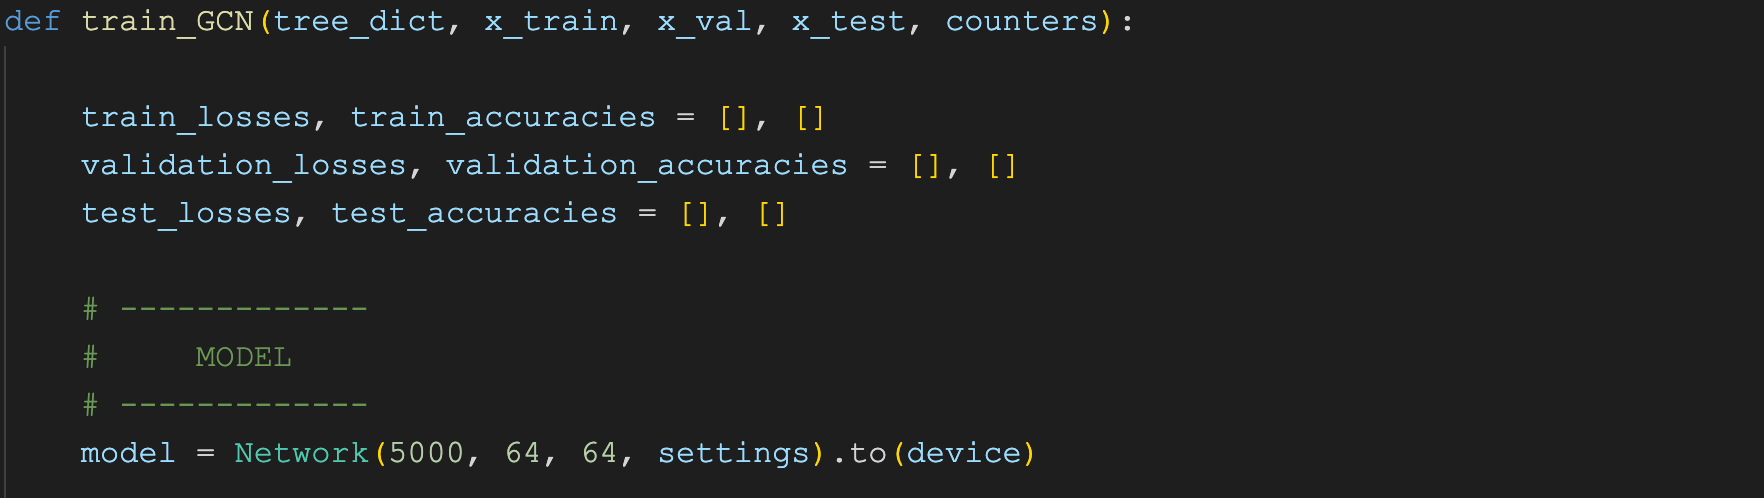 def train_GCN(tree_dict, x_train, x_val, x_test, counters):
train_losses, train_accuracies = [], []
validation_losses, validation_accuracies = [], []
test_losses, test_accuracies = [], []
# -------------
# MODEL
# -------------
model = Network(5000, 64, 64, settings).to(device)